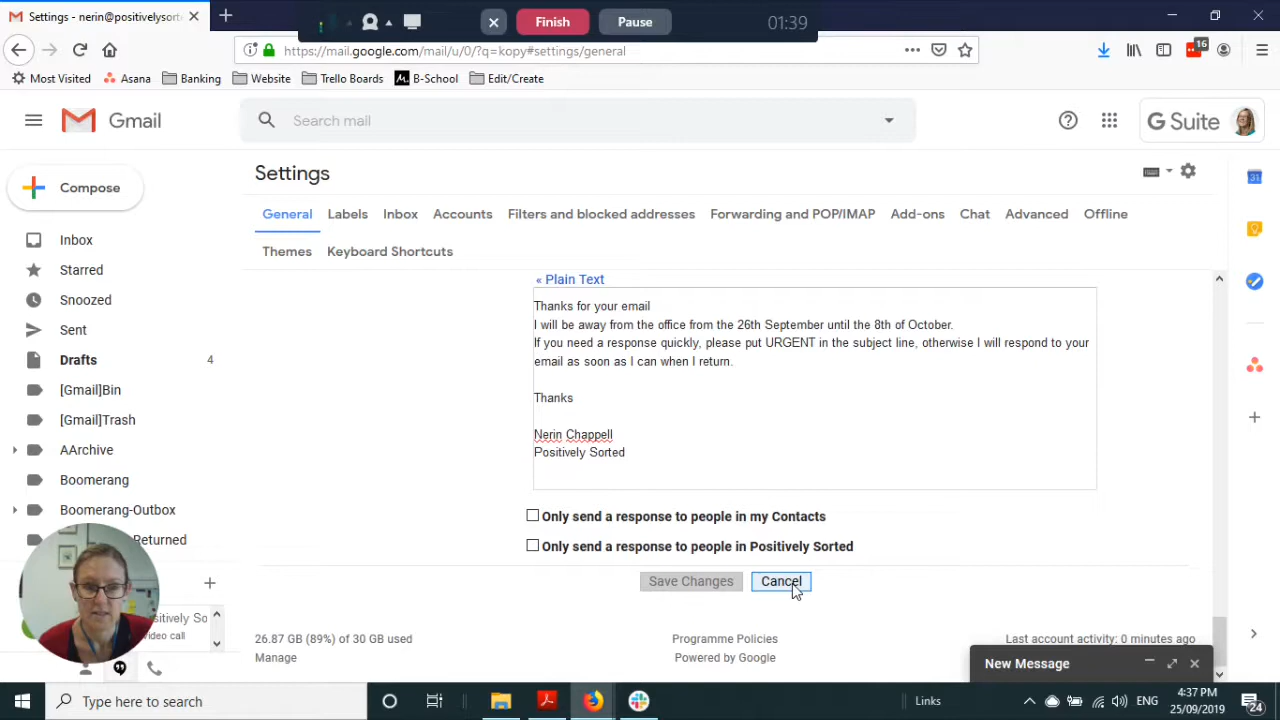 Settings - nerin@positivelysorte
Finish
Pause
01:39
https://mail.google.com/mail/u/0/?q=kopy#settings/general
16
Most Visited
Asana
Banking
Website
Trello Boards
B-School
Edit/Create
Gmail
Search mail
G Suite
Compose
Settings
31
General Labels Inbox Accounts Filters and blocked addresses Forwarding and POP/IMAP Add-ons Chat Advanced Offline
Themes Keyboard Shortcuts
Inbox
Starred
Snoozed
Sent
Drafts 4
[Gmail]Bin
[Gmail]Trash
AArchive
Boomerang
Boomerang-Outbox
Returned
ositively So
ideo call
« Plain Text
Thanks for your email
I will be away from the office from the 26th September until the 8th of October.
If you need a response quickly, please put URGENT in the subject line, otherwise I will respond to your
email as soon as I can when I return.
Thanks
Nerin Chappell
Positively Sorted
Only send a response to people in my Contacts
Only send a response to people in Positively Sorted
Save Changes Cancel
26.87 GB (89%) of 30 GB used
Manage
Programme Policies
Powered by Google
Last account activity: 0 minutes ago
New Message
Type here to search
Links
ENG
4:37 PM
25/09/2019
24